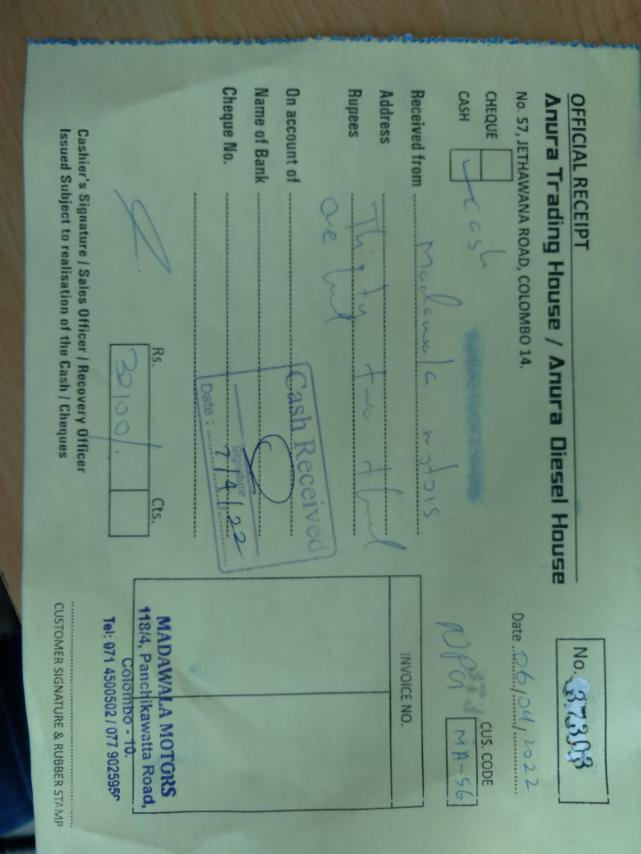 OFFICIAL RECEIPT
Anura Trading House / Anura Diesel House
No. 57, JETHAWANA ROAD, COLOMBO 14.
No. 37303
Date 06/04/2022
CHEQUE
CASH cash
CUS. CODE MA-56
Received from Madawala motors
Address
Rupees Thirty two
one
On account of
Name of Bank
Cheque No.
INVOICE NO.
Cash Received
Signature
Date : 7/4/22
Rs. Cts.
32100/.
MADAWALA MOTORS
118/4, Panchikawatta Road,
Colombo - 10.
Tel: 071 4500502 / 077 902595
Cashier's Signature / Sales Officer / Recovery Officer
Issued Subject to realisation of the Cash / Cheques
CUSTOMER SIGNATURE & RUBBER STAMP